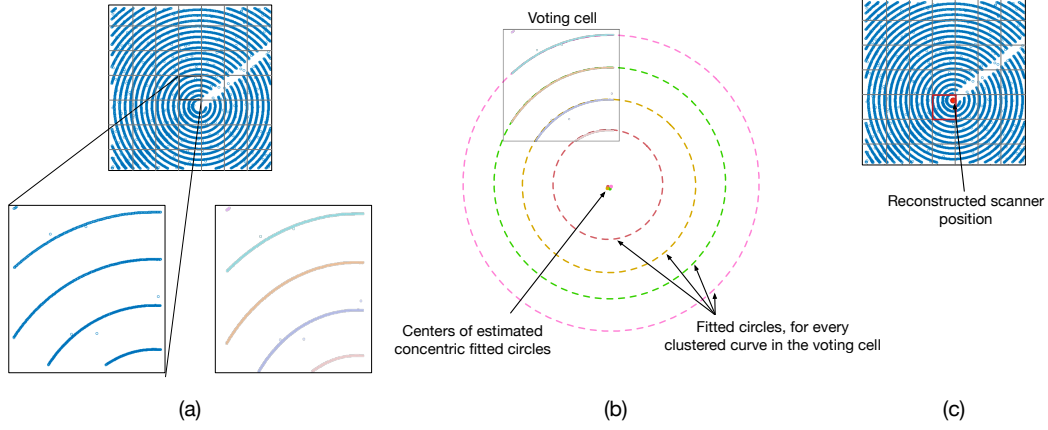 Voting cell
Reconstructed scanner
position
Centers of estimated
concentric fitted circles
Fitted circles, for every
clustered curve in the voting cell
(a)
(b)
(c)